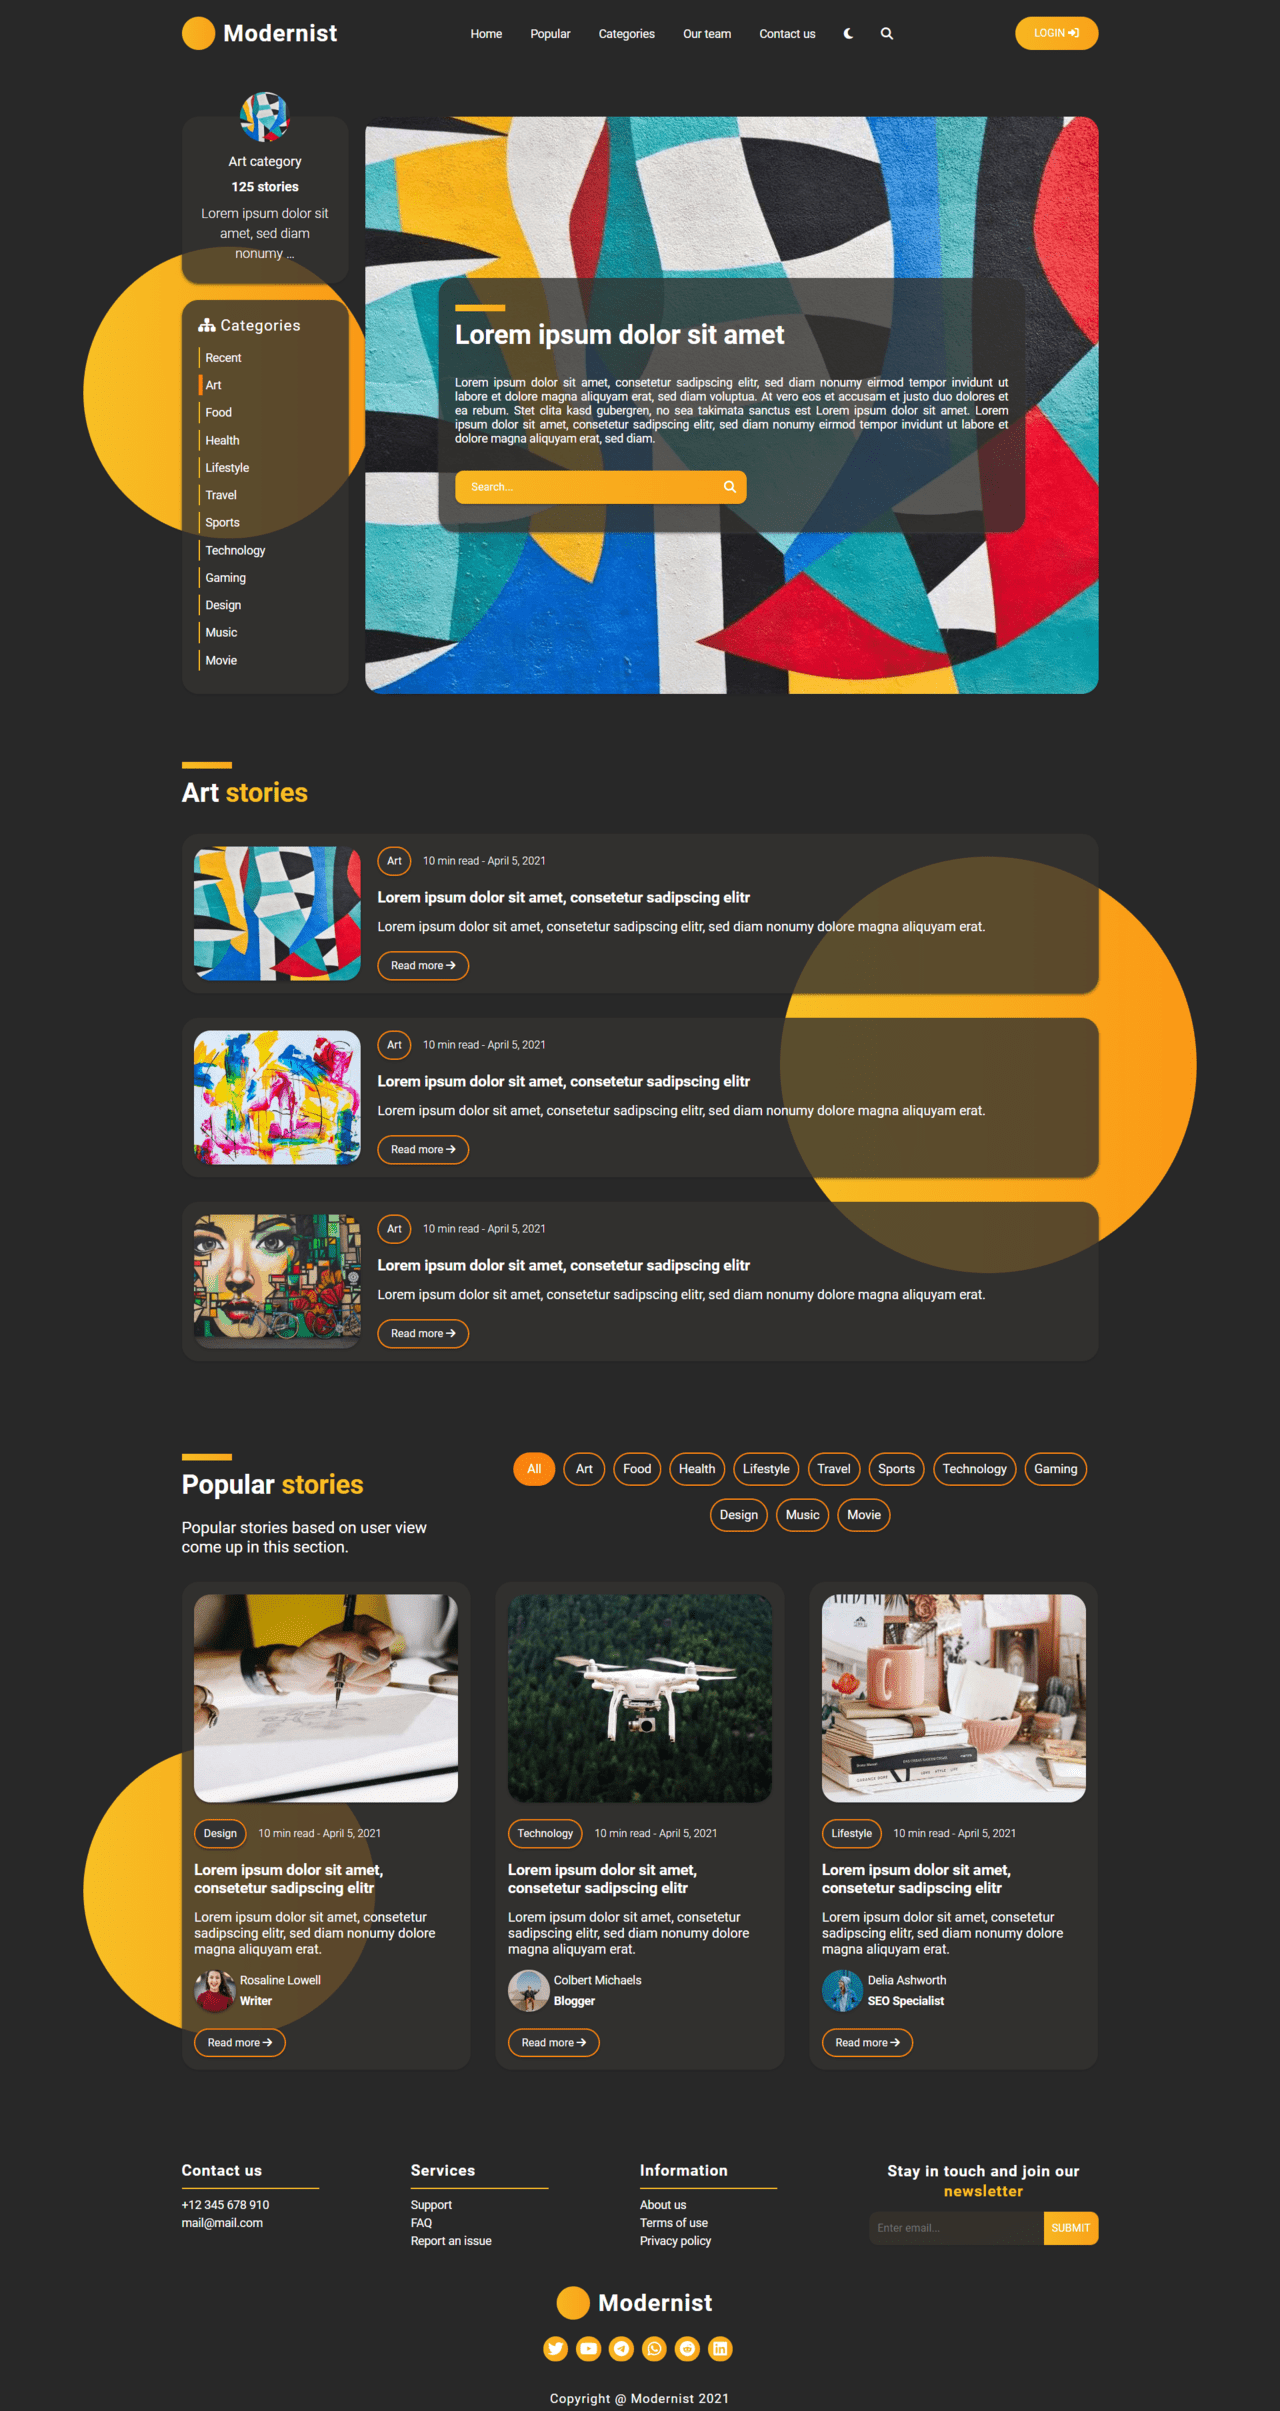 Modernist
Home Popular Categories Our team Contact us
LOGIN
Art category
125 stories
Lorem ipsum dolor sit
amet, sed diam
nonumy ...
Categories
Recent
Art
Food
Health
Lifestyle
Travel
Sports
Technology
Gaming
Design
Music
Movie
Lorem ipsum dolor sit amet
Lorem ipsum dolor sit amet, consetetur sadipscing elitr, sed diam nonumy eirmod tempor invidunt ut
labore et dolore magna aliquyam erat, sed diam voluptua. At vero eos et accusam et justo duo dolores et
ea rebum. Stet clita kasd gubergren, no sea takimata sanctus est Lorem ipsum dolor sit amet. Lorem
ipsum dolor sit amet, consetetur sadipscing elitr, sed diam nonumy eirmod tempor invidunt ut labore et
dolore magna aliquyam erat, sed diam.
Search...
Art stories
Art 10 min read - April 5, 2021
Lorem ipsum dolor sit amet, consetetur sadipscing elitr
Lorem ipsum dolor sit amet, consetetur sadipscing elitr, sed diam nonumy dolore magna aliquyam erat.
Read more
Art 10 min read - April 5, 2021
Lorem ipsum dolor sit amet, consetetur sadipscing elitr
Lorem ipsum dolor sit amet, consetetur sadipscing elitr, sed diam nonumy dolore magna aliquyam erat.
Read more
Art 10 min read - April 5, 2021
Lorem ipsum dolor sit amet, consetetur sadipscing elitr
Lorem ipsum dolor sit amet, consetetur sadipscing elitr, sed diam nonumy dolore magna aliquyam erat.
Read more
Popular stories
Popular stories based on user view
come up in this section.
All Art Food Health Lifestyle Travel Sports Technology Gaming
Design Music Movie
Design 10 min read - April 5, 2021
Lorem ipsum dolor sit amet,
consetetur sadipscing elitr
Lorem ipsum dolor sit amet, consetetur
sadipscing elitr, sed diam nonumy dolore
magna aliquyam erat.
Rosaline Lowell
Writer
Read more
Technology 10 min read - April 5, 2021
Lorem ipsum dolor sit amet,
consetetur sadipscing elitr
Lorem ipsum dolor sit amet, consetetur
sadipscing elitr, sed diam nonumy dolore
magna aliquyam erat.
Colbert Michaels
Blogger
Read more
Lifestyle 10 min read - April 5, 2021
Lorem ipsum dolor sit amet,
consetetur sadipscing elitr
Lorem ipsum dolor sit amet, consetetur
sadipscing elitr, sed diam nonumy dolore
magna aliquyam erat.
Delia Ashworth
SEO Specialist
Read more
Contact us
+12 345 678 910
mail@mail.com
Services
Support
FAQ
Report an issue
Information
About us
Terms of use
Privacy policy
Stay in touch and join our
newsletter
Enter email...
SUBMIT
Modernist
Copyright @ Modernist 2021